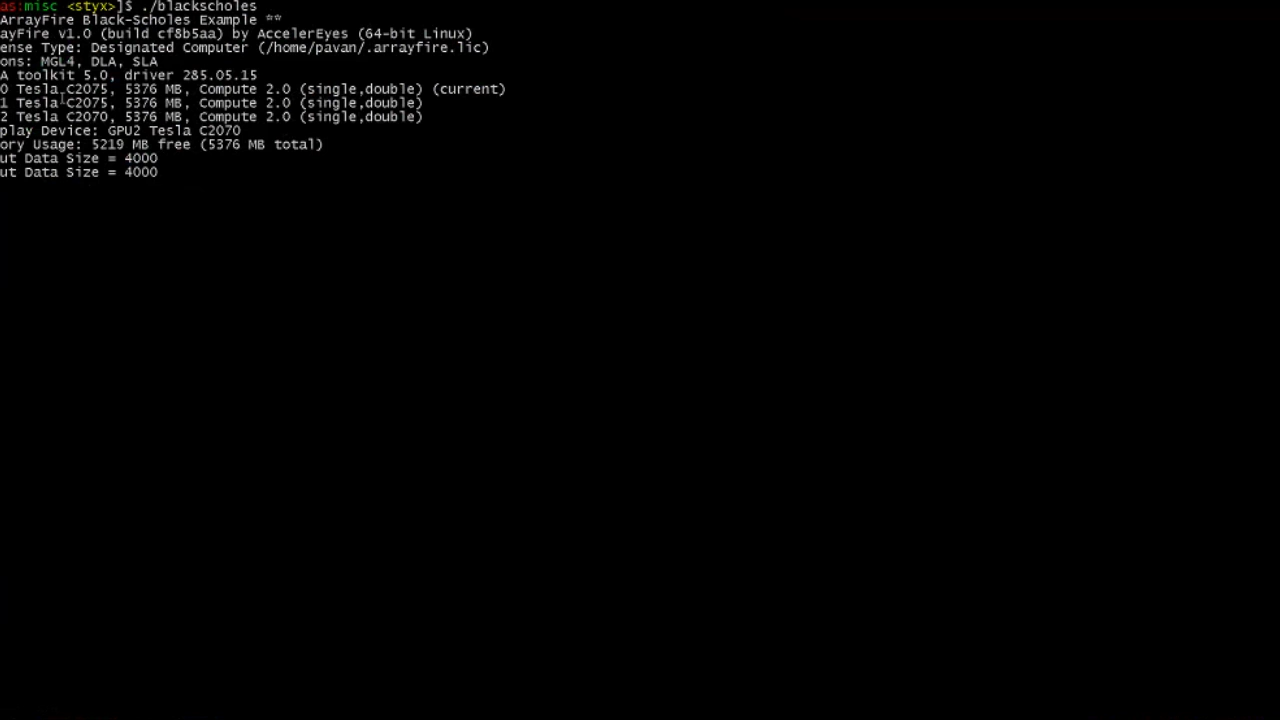 as:misc <styx>]$ ./blackscholes
ArrayFire Black-Scholes Example **
ayFire v1.0 (build cf8b5aa) by AccelerEyes (64-bit Linux)
ense Type: Designated Computer (/home/pavan/.arrayfire.lic)
ons: MGL4, DLA, SLA
A toolkit 5.0, driver 285.05.15
0 Tesla C2075, 5376 MB, Compute 2.0 (single,double) (current)
1 Tesla C2075, 5376 MB, Compute 2.0 (single,double)
2 Tesla C2070, 5376 MB, Compute 2.0 (single,double)
play Device: GPU2 Tesla C2070
ory Usage: 5219 MB free (5376 MB total)
ut Data Size = 4000
ut Data Size = 4000